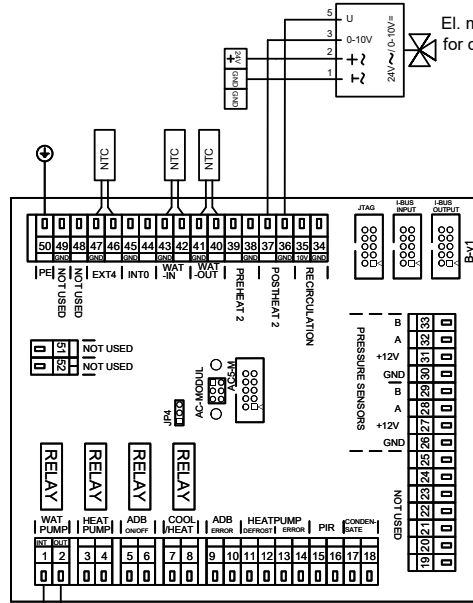 5 U
El. m
3 0-10V
for c
2 +~
1 ⊥~
24V ~/0-10V=
+ 24V
GND
GND
NTC
NTC
NTC
50 49 48 47 46 45 44 43 42 41 40 39 38 37 36 35 34
GND GND GND GND GND GND GND 10V GND
PE
NOT USED
NOT USED
EXT4
INT0
WAT -IN
WAT -OUT
PREHEAT 2
POSTHEAT 2
RECIRCULATION
JTAG
I-BUS INPUT
I-BUS OUTPUT
B-V1
51 NOT USED
52 NOT USED
AC-MODUL
AC5-M
JP4
PRESSURE SENSORS
B 33
A 32
+12V 31
GND 30
B 29
A 28
+12V 27
GND 26
NOT USED
25
24
23
22
21
20
19
RELAY
RELAY
RELAY
RELAY
WAT PUMP
HEAT PUMP
ADB ON/OFF
COOL /HEAT
ADB ERROR
HEATPUMP
DEFROST
ERROR
PIR
CONDEN-SATE
INT OUT
1 2 3 4 5 6 7 8 9 10 11 12 13 14 15 16 17 18